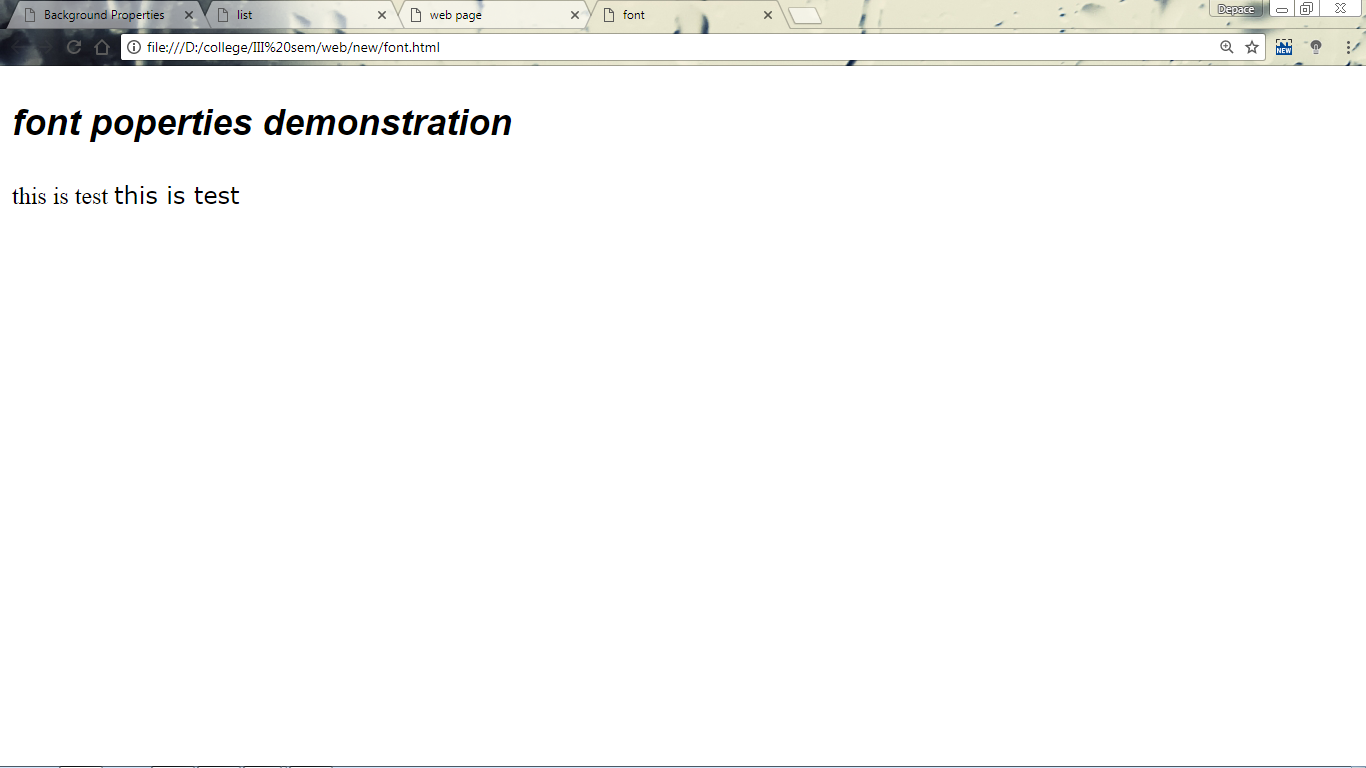 Background Properties list web page font Depace
file:///D:/college/III%20sem/web/new/font.html NEW
font poperties demonstration
this is test this is test